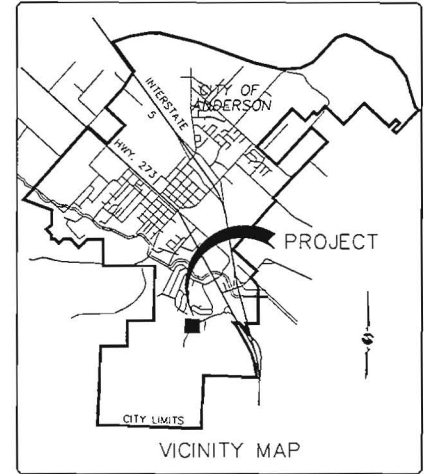 CITY OF
ANDERSON
INTERSTATE
5
HWY. 273
PROJECT
CITY LIMITS
VICINITY MAP